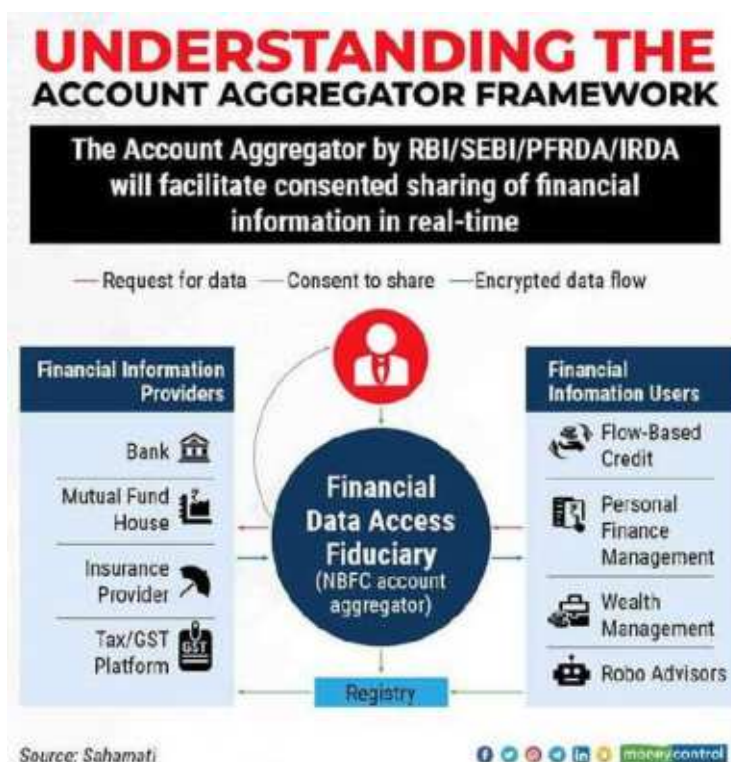 UNDERSTANDING THE
ACCOUNT AGGREGATOR FRAMEWORK
The Account Aggregator by RBI/SEBI/PFRDA/IRDA
will facilitate consented sharing of financial
information in real-time
Request for data
Consent to share
Encrypted data flow
Financial Information
Providers
Bank
Mutual Fund
House
Insurance
Provider
Tax/GST
Platform
GST
Financial
Data Access
Fiduciary
(NBFC account
aggregator)
Registry
Financial
Infomation Users
Flow-Based
Credit
Personal
Finance
Management
Wealth
Management
Robo Advisors
Source: Sahamati
moneycontrol